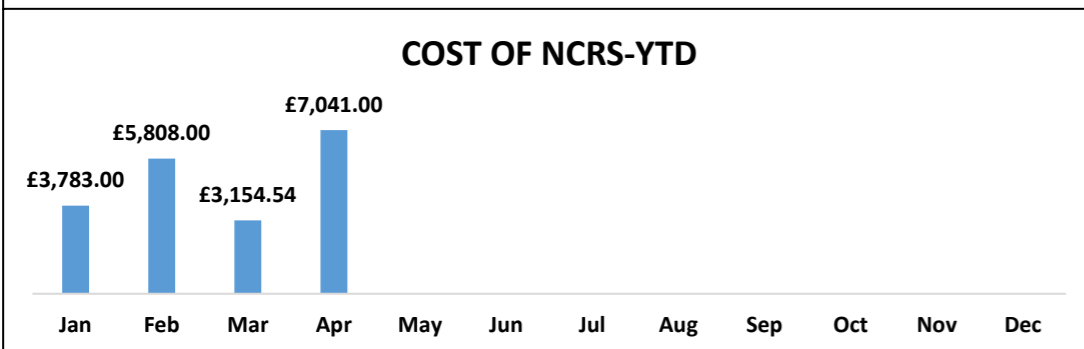 COST OF NCRS-YTD
£7,041.00
£5,808.00
£3,783.00
£3,154.54
Jan Feb Mar Apr May Jun Jul Aug Sep Oct Nov Dec